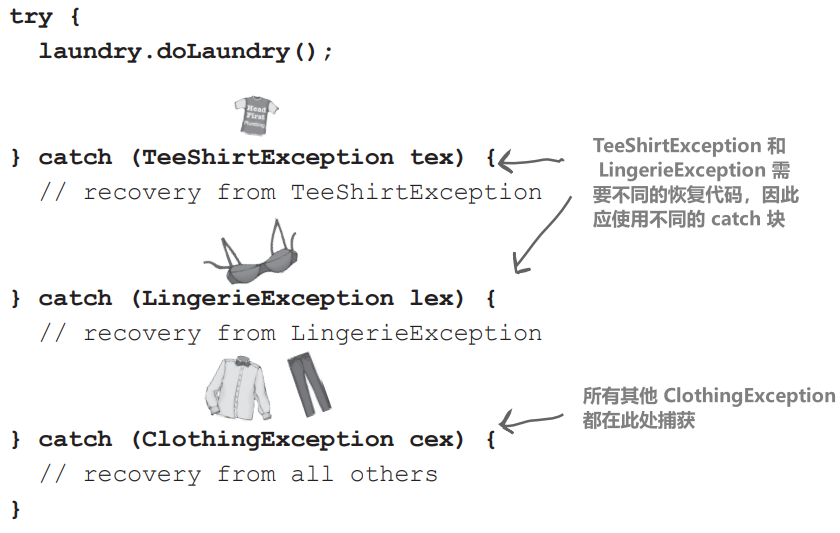 try {
laundry.doLaundry();
Head
First
} catch (TeeShirtException tex) {
// recovery from TeeShirtException
TeeShirtException 和
LingerieException 需
要不同的恢复代码，因此
应使用不同的 catch 块
} catch (LingerieException lex) {
// recovery from LingerieException
} catch (ClothingException cex) {
// recovery from all others
}
所有其他 ClothingException
都在此处捕获